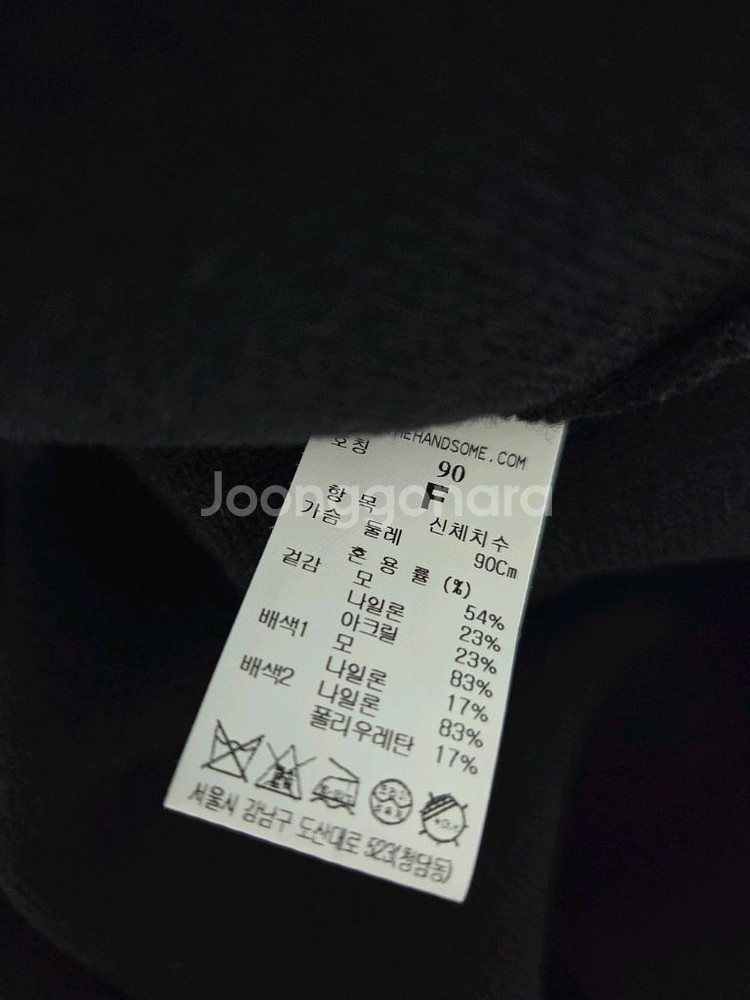 HEHANDSOME.COM
호칭 90
F
항 목 신체치수
가슴 둘레 90Cm
혼 용 률 (%)
겉감 모 54%
나일론 23%
아크릴 23%
배색1 모 83%
나일론 17%
배색2 나일론 83%
폴리우레탄 17%
서울시 강남구 도산대로 523(청담동)
Joonggonara